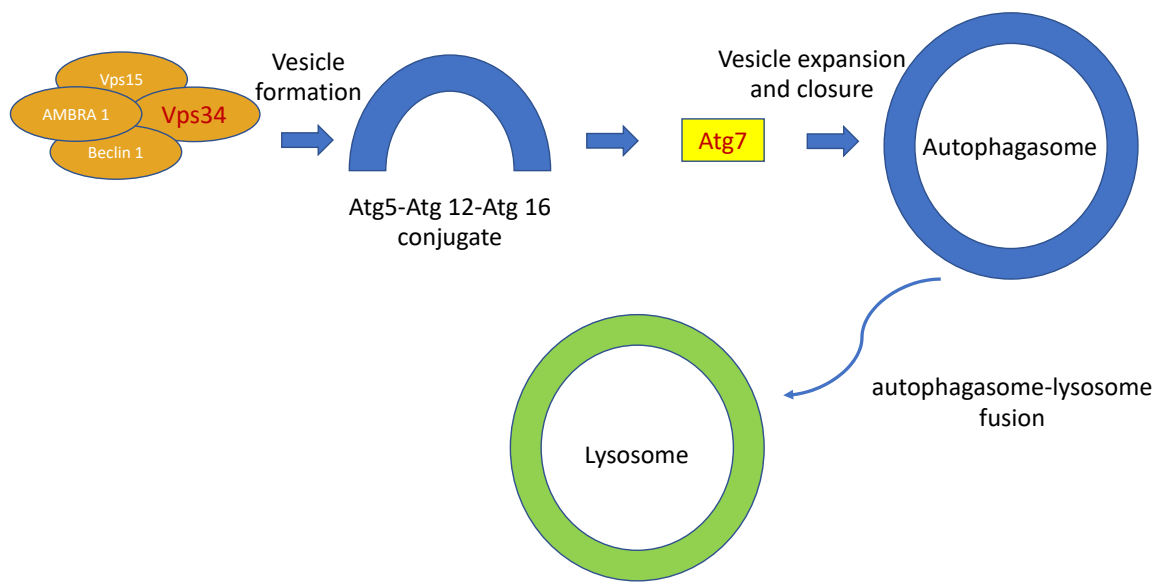 Vps15
AMBRA 1
Vps34
Beclin 1
Vesicle
formation
Atg5-Atg 12-Atg 16
conjugate
Atg7
Vesicle expansion
and closure
Autophagasome
autophagasome-lysosome
fusion
Lysosome